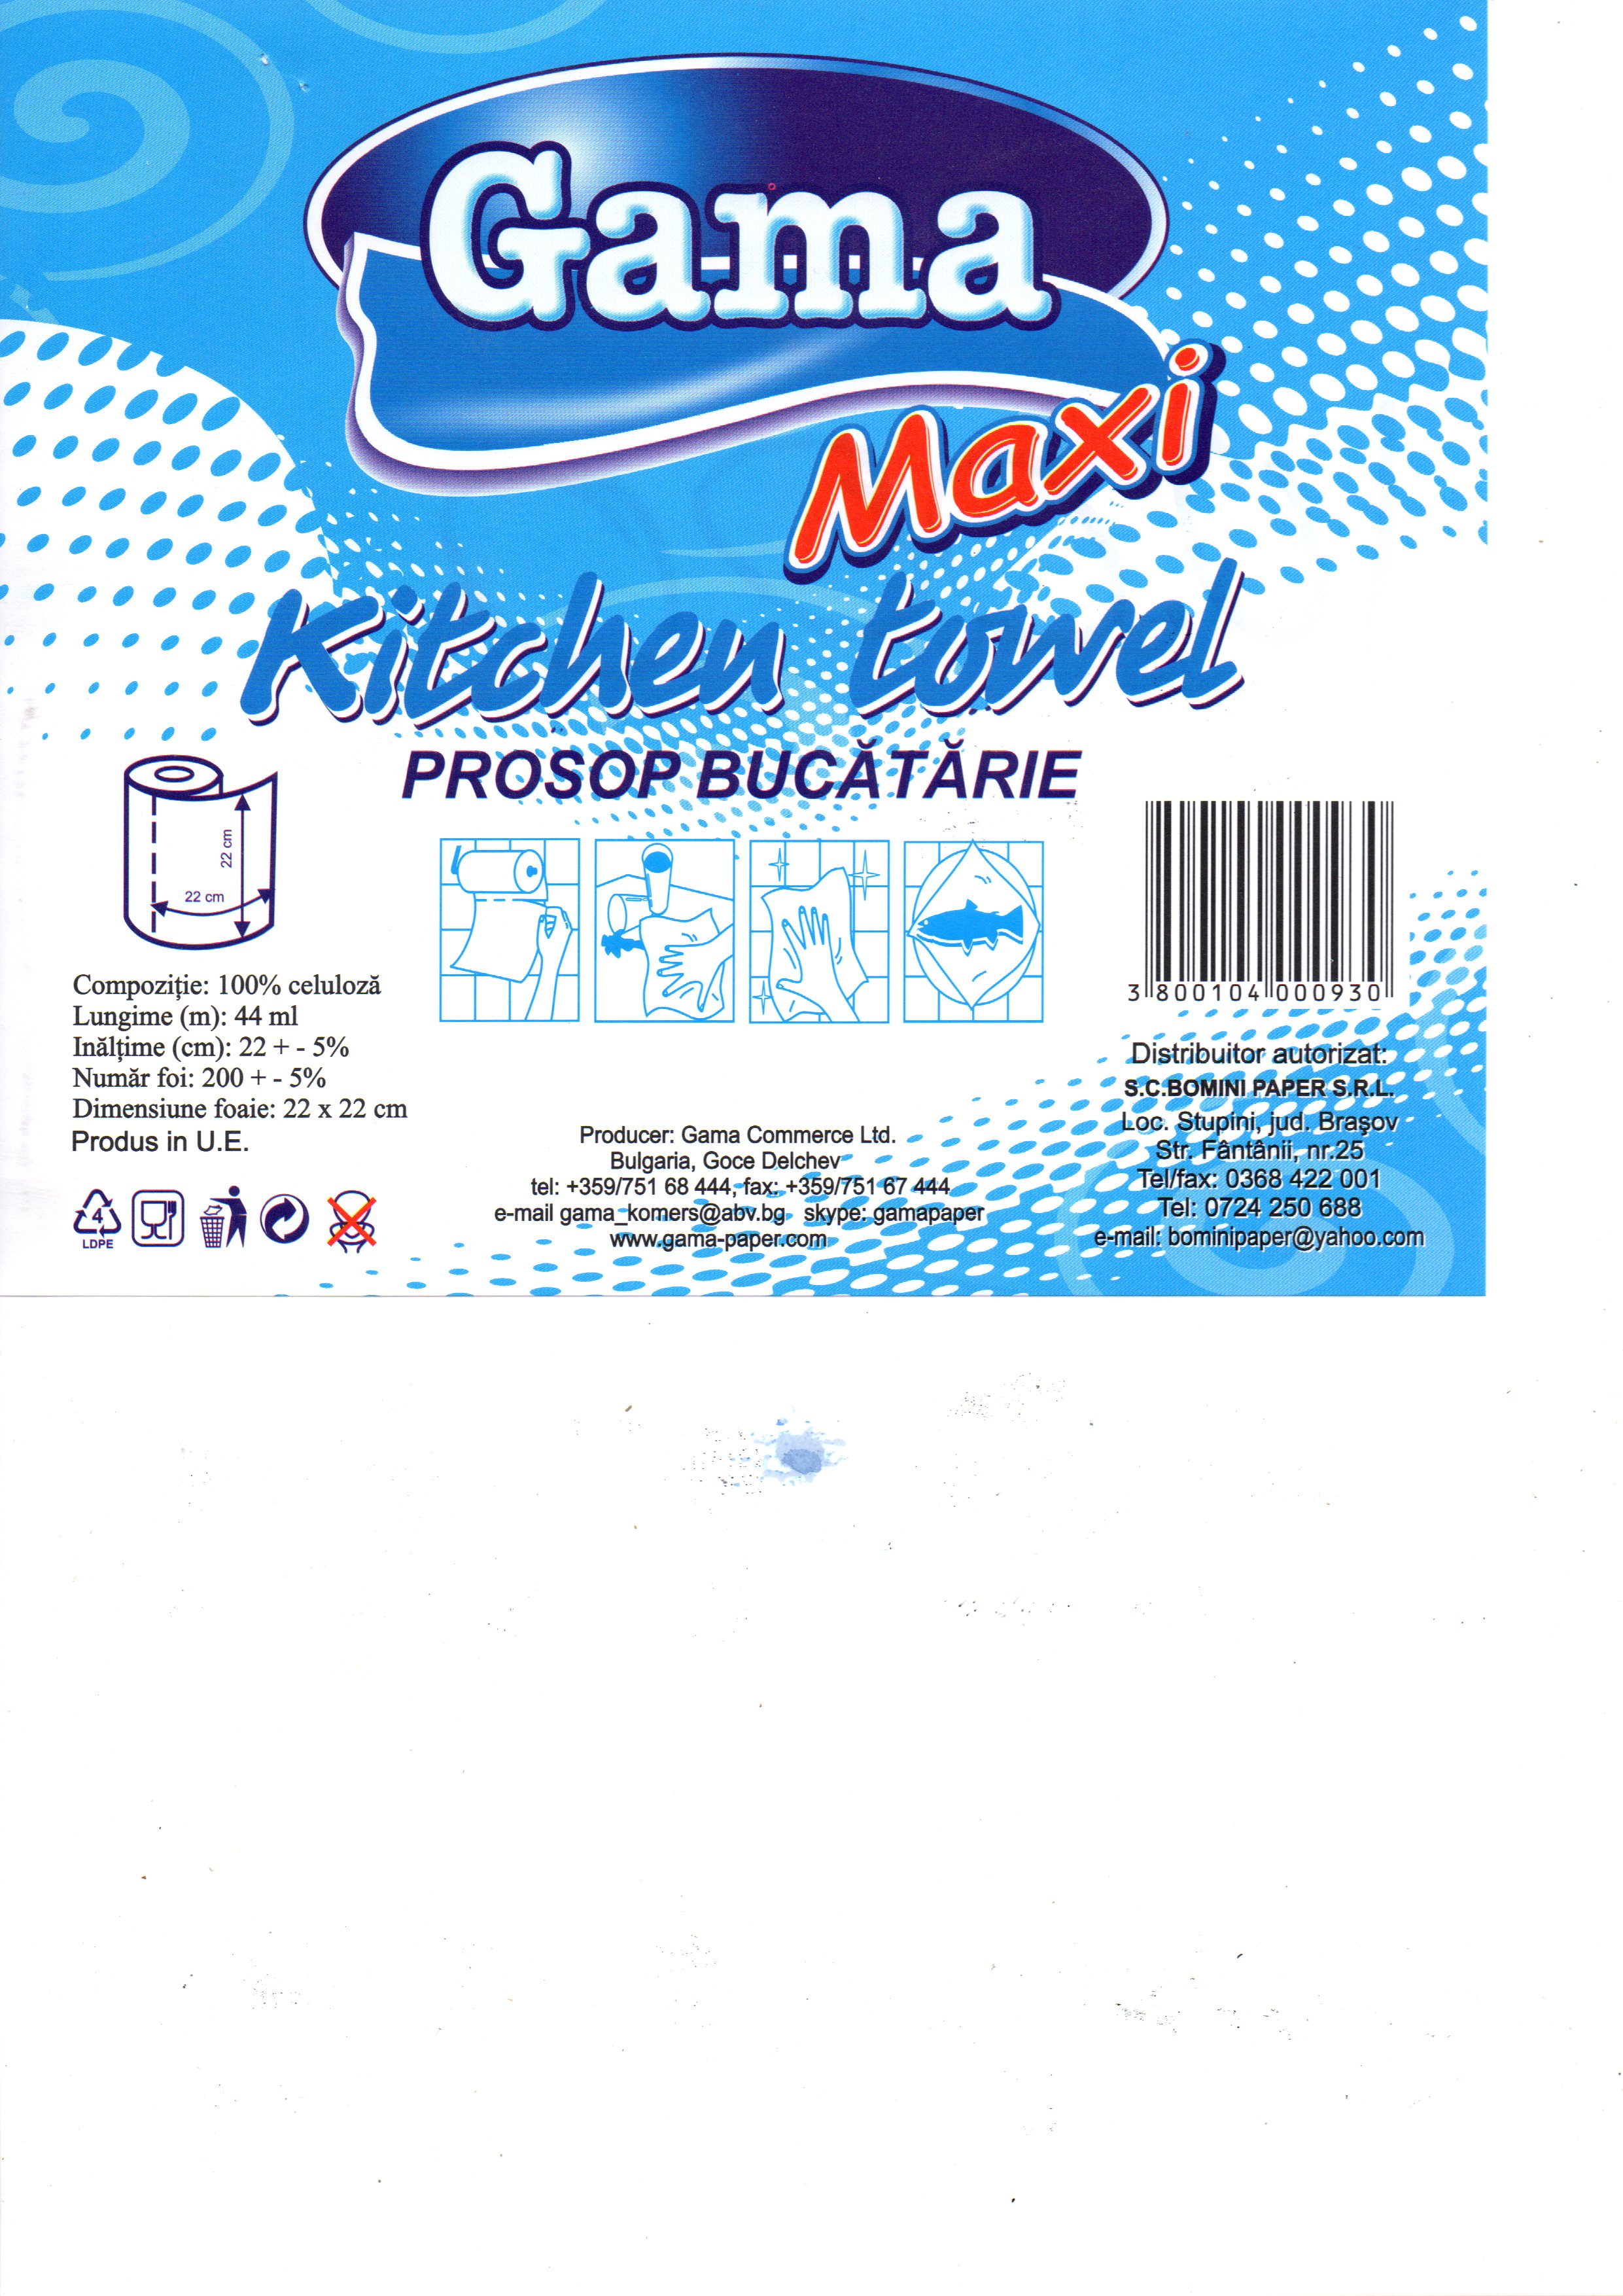 Gama
Maxi
Kitchen towel
PROSOP BUCĂTĂRIE
22 cm
22 cm
Compoziţie: 100% celuloză
Lungime (m): 44 ml
Inălţime (cm): 22 + - 5%
Număr foi: 200 + - 5%
Dimensiune foaie: 22 x 22 cm
Produs in U.E.
4
LDPE
Producer: Gama Commerce Ltd.
Bulgaria, Goce Delchev
tel: +359/751 68 444, fax: +359/751 67 444
e-mail gama_komers@abv.bg skype: gamapaper
www.gama-paper.com
3 800104 000930
Distribuitor autorizat:
S.C.BOMINI PAPER S.R.L.
Loc. Stupini, jud. Braşov
Str. Fântânii, nr.25
Tel/fax: 0368 422 001
Tel: 0724 250 688
e-mail: bominipaper@yahoo.com